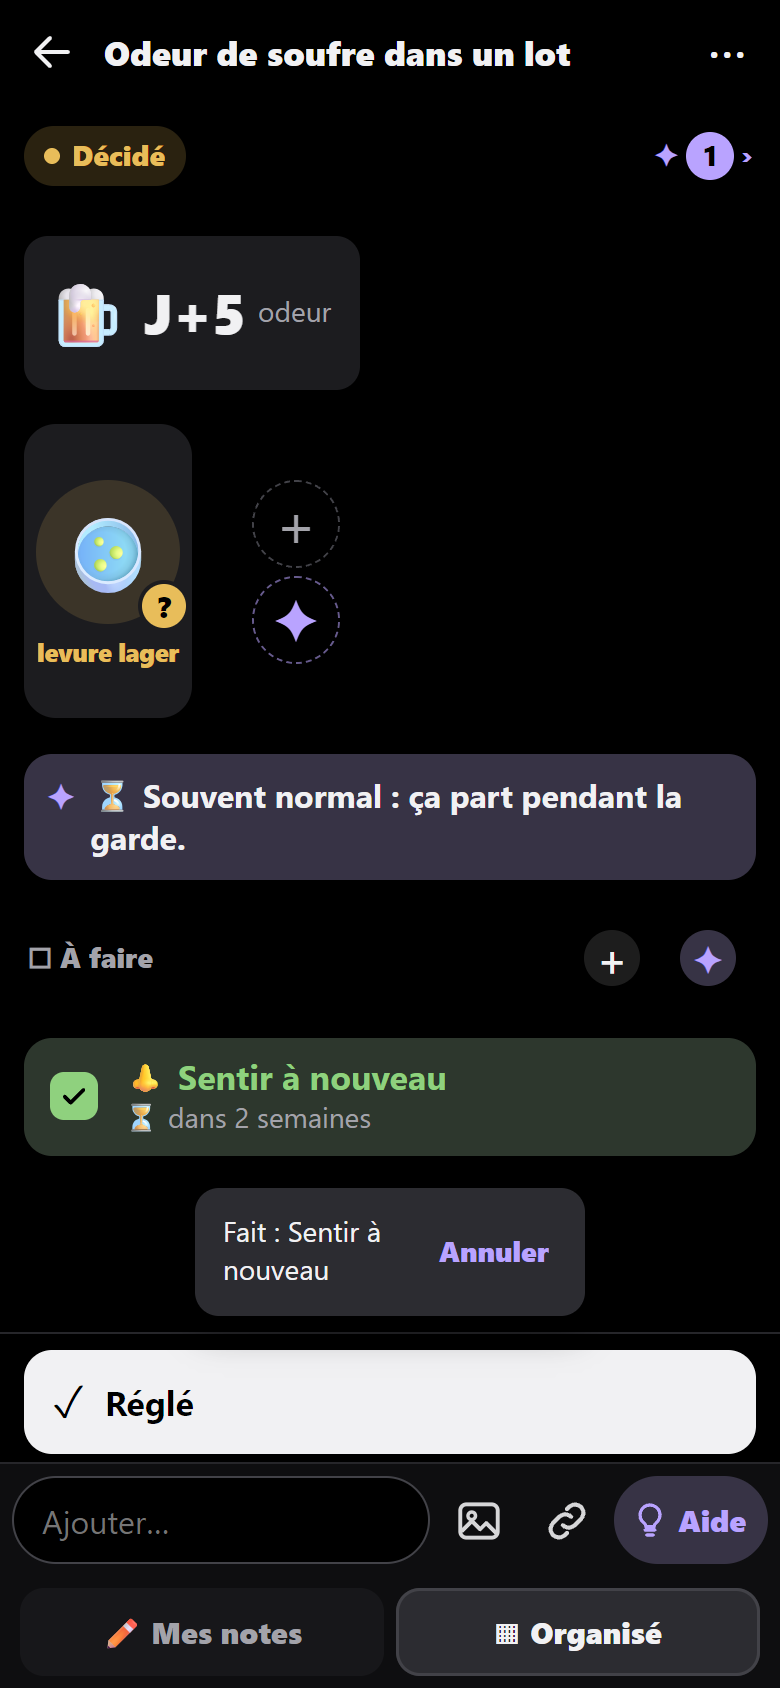 Odeur de soufre dans un lot
Décidé
1
J+5 odeur
?
levure lager
Souvent normal : ça part pendant la
garde.
À faire
Sentir à nouveau
dans 2 semaines
Fait : Sentir à
nouveau
Annuler
Réglé
Ajouter...
Aide
Mes notes
Organisé